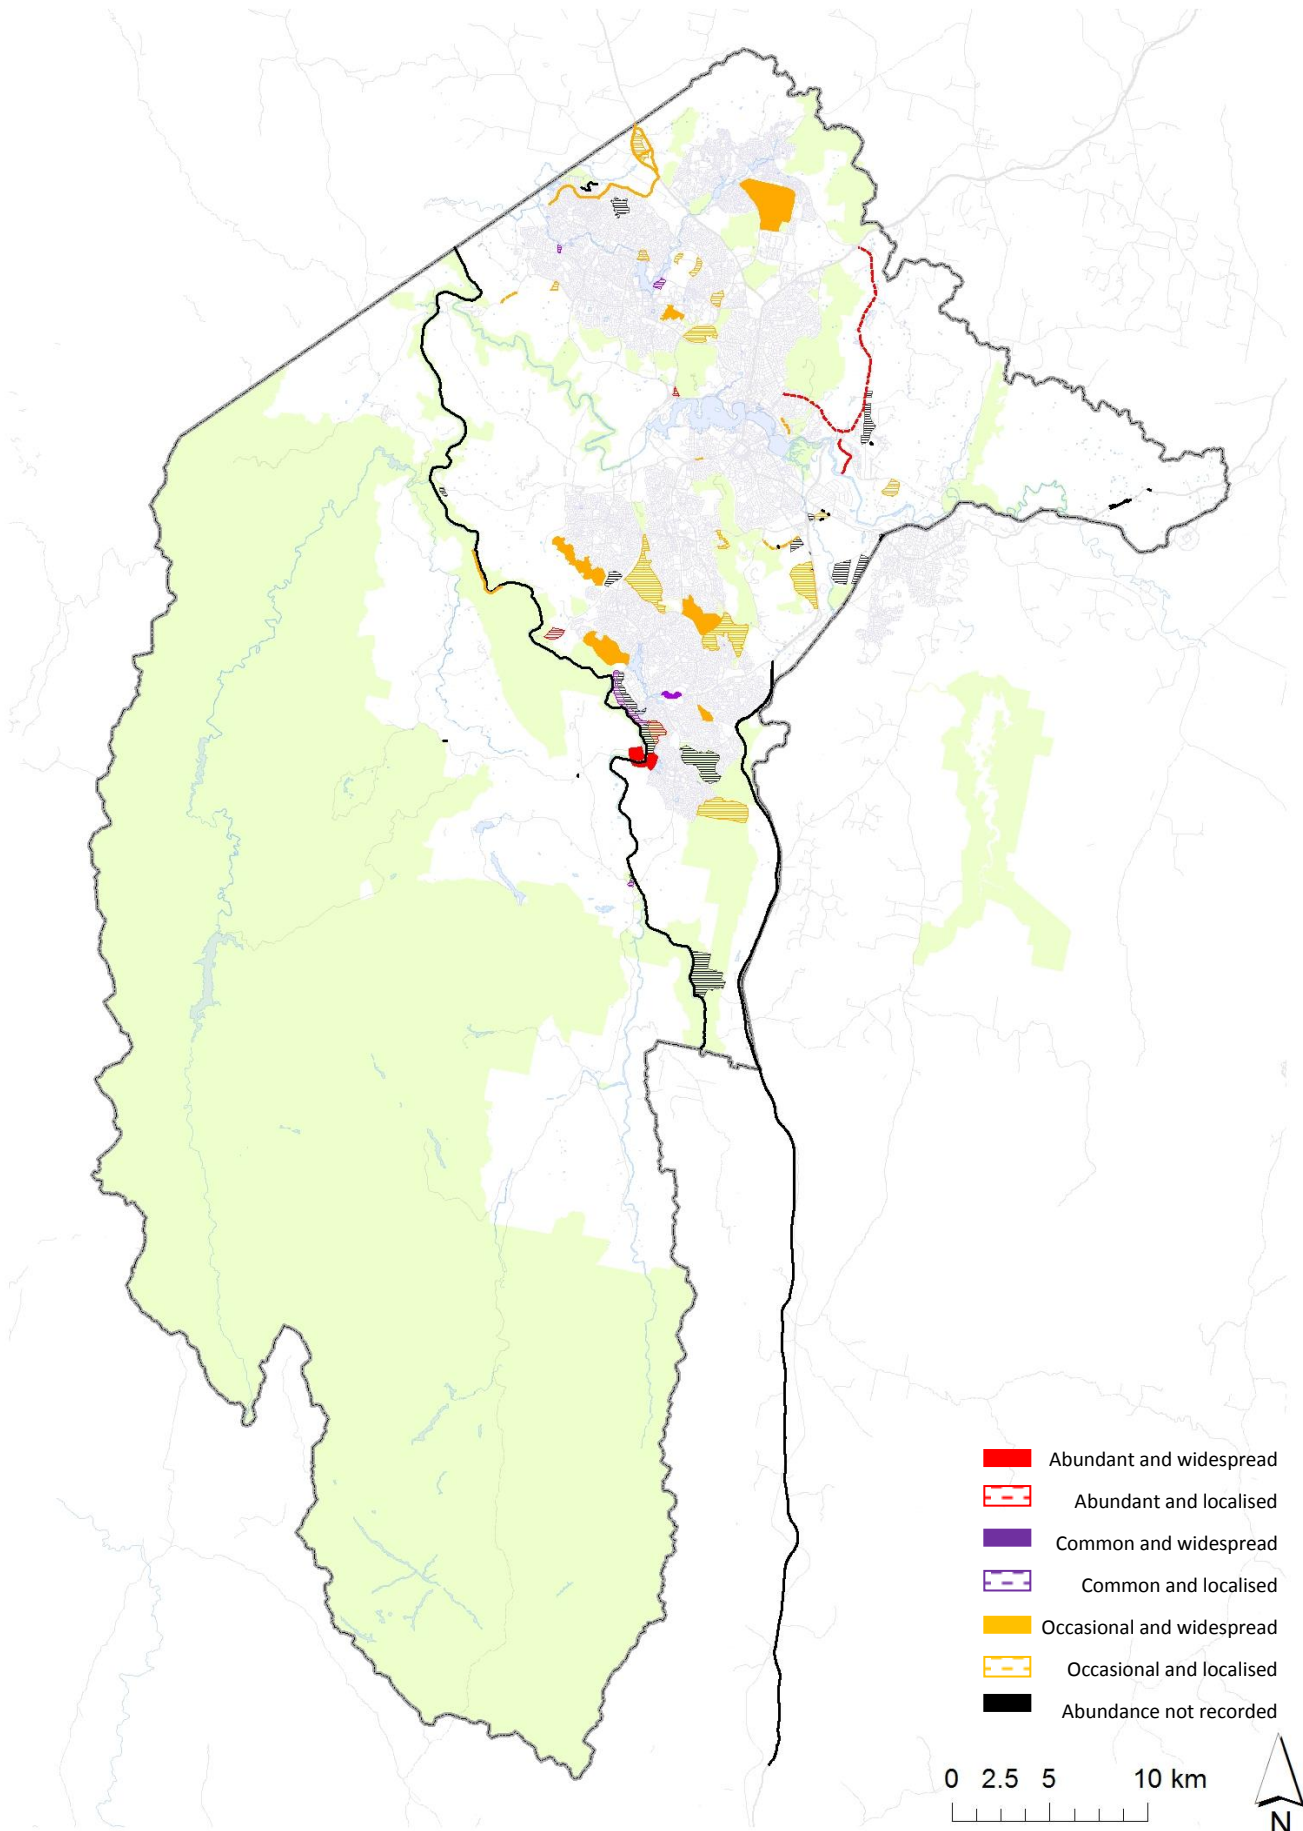 Abundant and widespread
Abundant and localised
Common and widespread
Common and localised
Occasional and widespread
Occasional and localised
Abundance not recorded
0 2.5 5 10 km
N